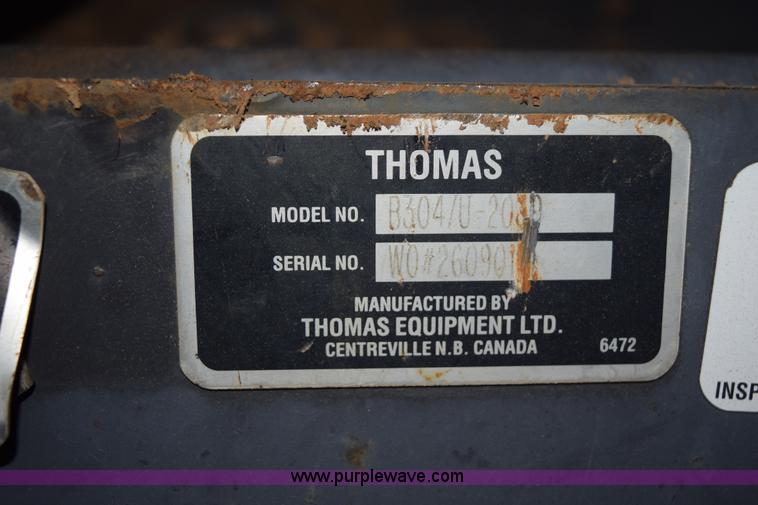 THOMAS
MODEL NO.
SERIAL NO.
MANUFACTURED BY
THOMAS EQUIPMENT LTD.
CENTREVILLE N.B. CANADA 6472
INSP
www.purplewave.com